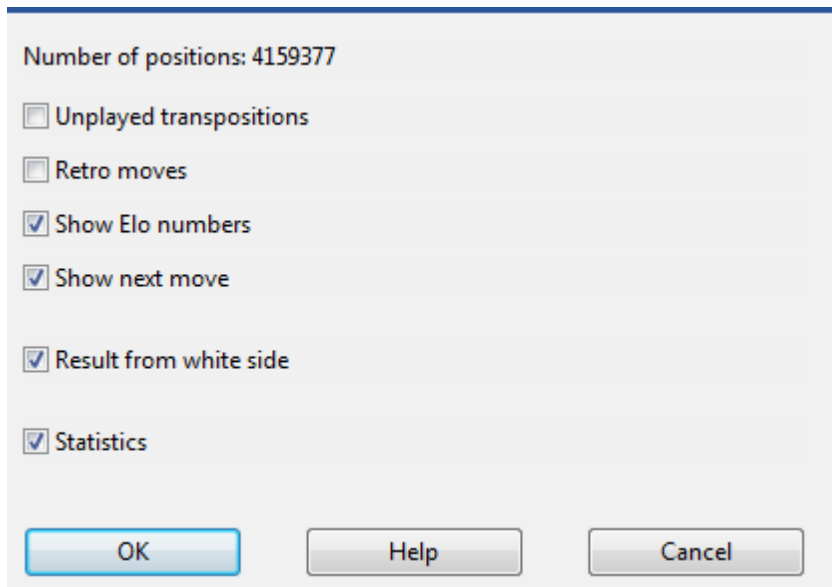 Number of positions: 4159377
Unplayed transpositions
Retro moves
Show Elo numbers
Show next move
Result from white side
Statistics
OK Help Cancel